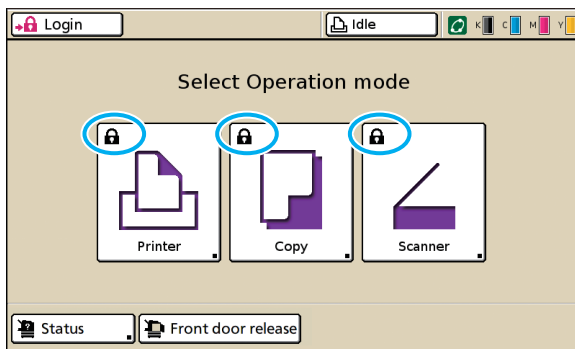 Login
Idle
K C M Y
Select Operation mode
Printer
Copy
Scanner
Status
Front door release